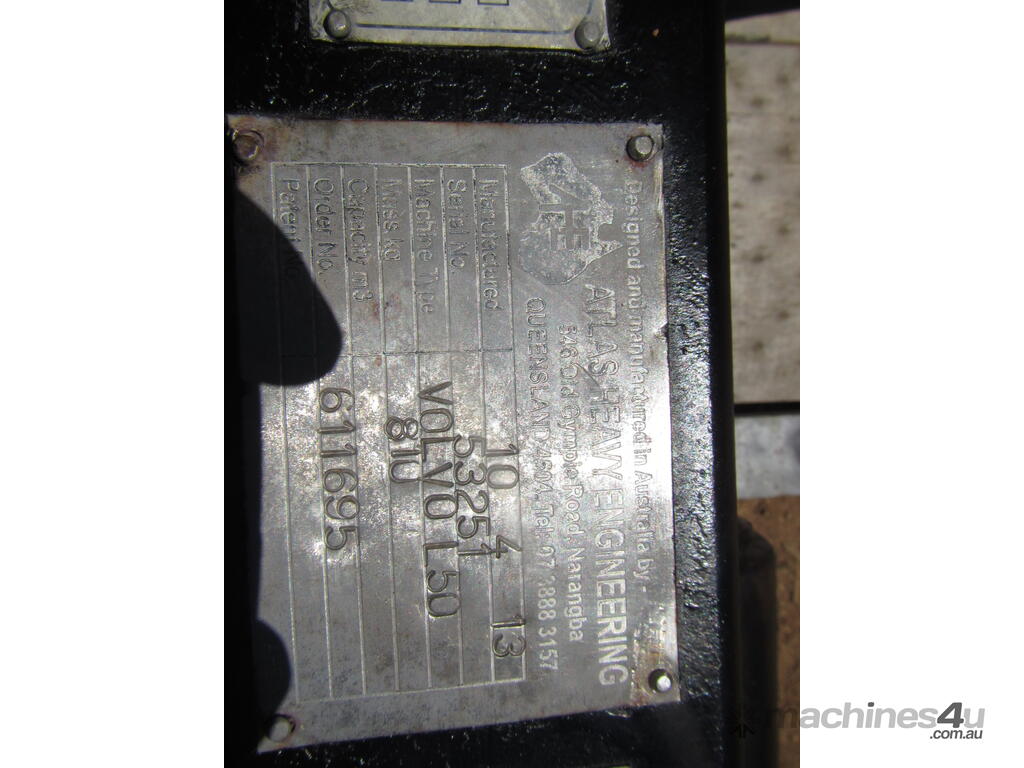 Designed and manufactured in Australia by -
ATLAS HEAVY ENGINEERING
946 Old Gympie Road, Narangba
QUEENSLAND 4504. Tel: 07 3888 3157
Manufactured 10 4 13
Serial No. 53251
Machine Type VOLVO L50
Mass kg 810
Capacity m3
Order No. 611695
Patent No.
machines4u
.com.au